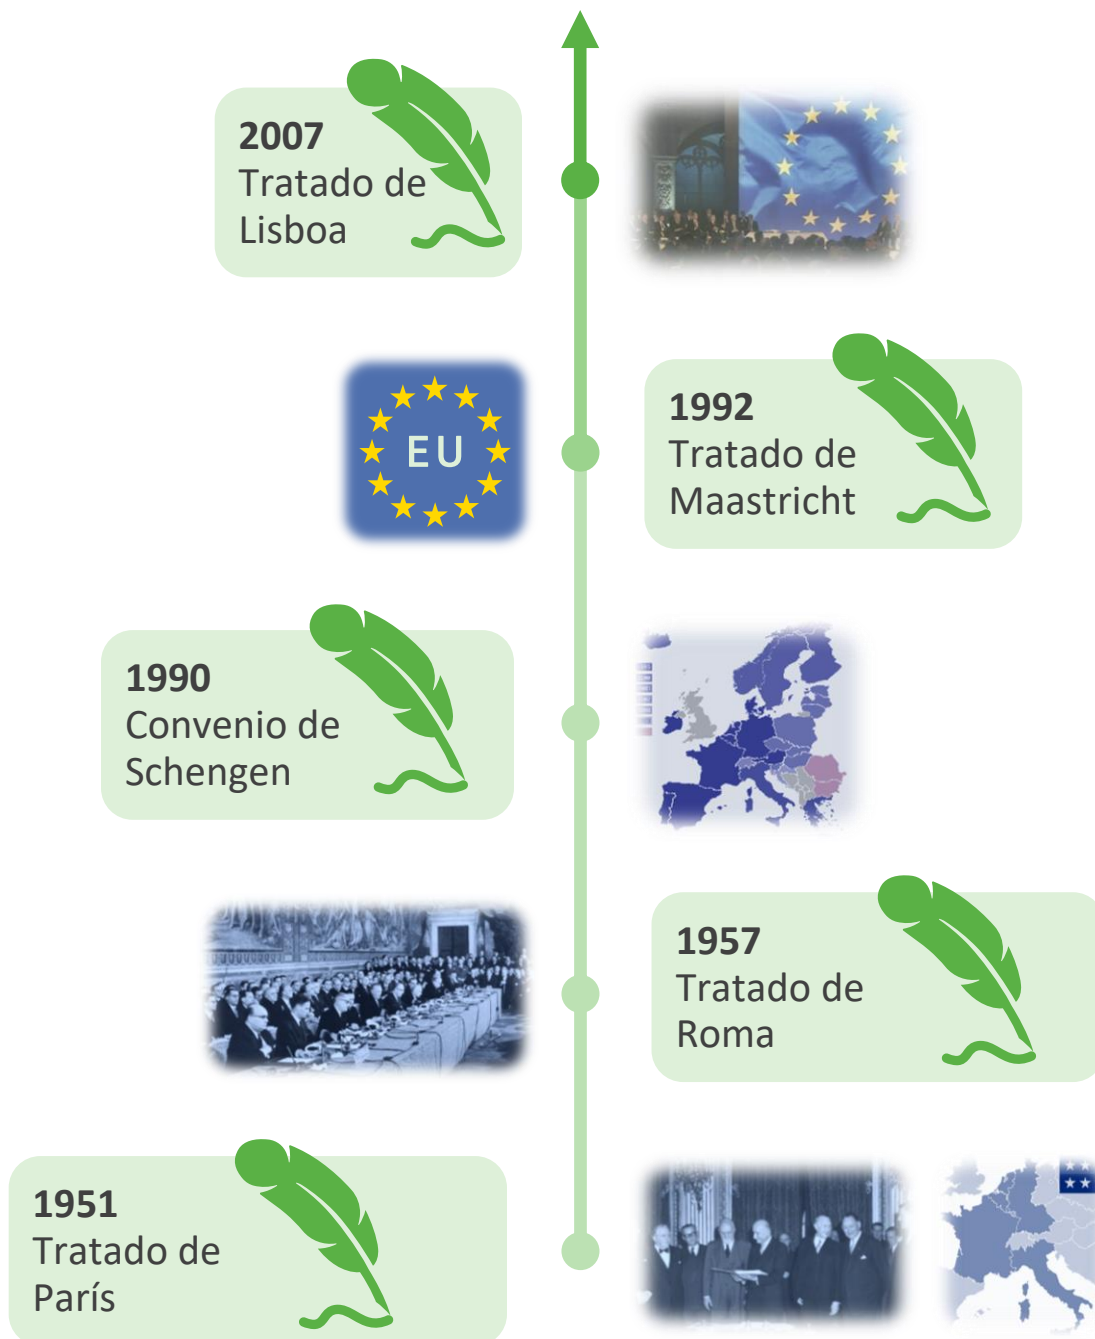 2007
Tratado de
Lisboa
EU
1992
Tratado de
Maastricht
1990
Convenio de
Schengen
1957
Tratado de
Roma
1951
Tratado de
París